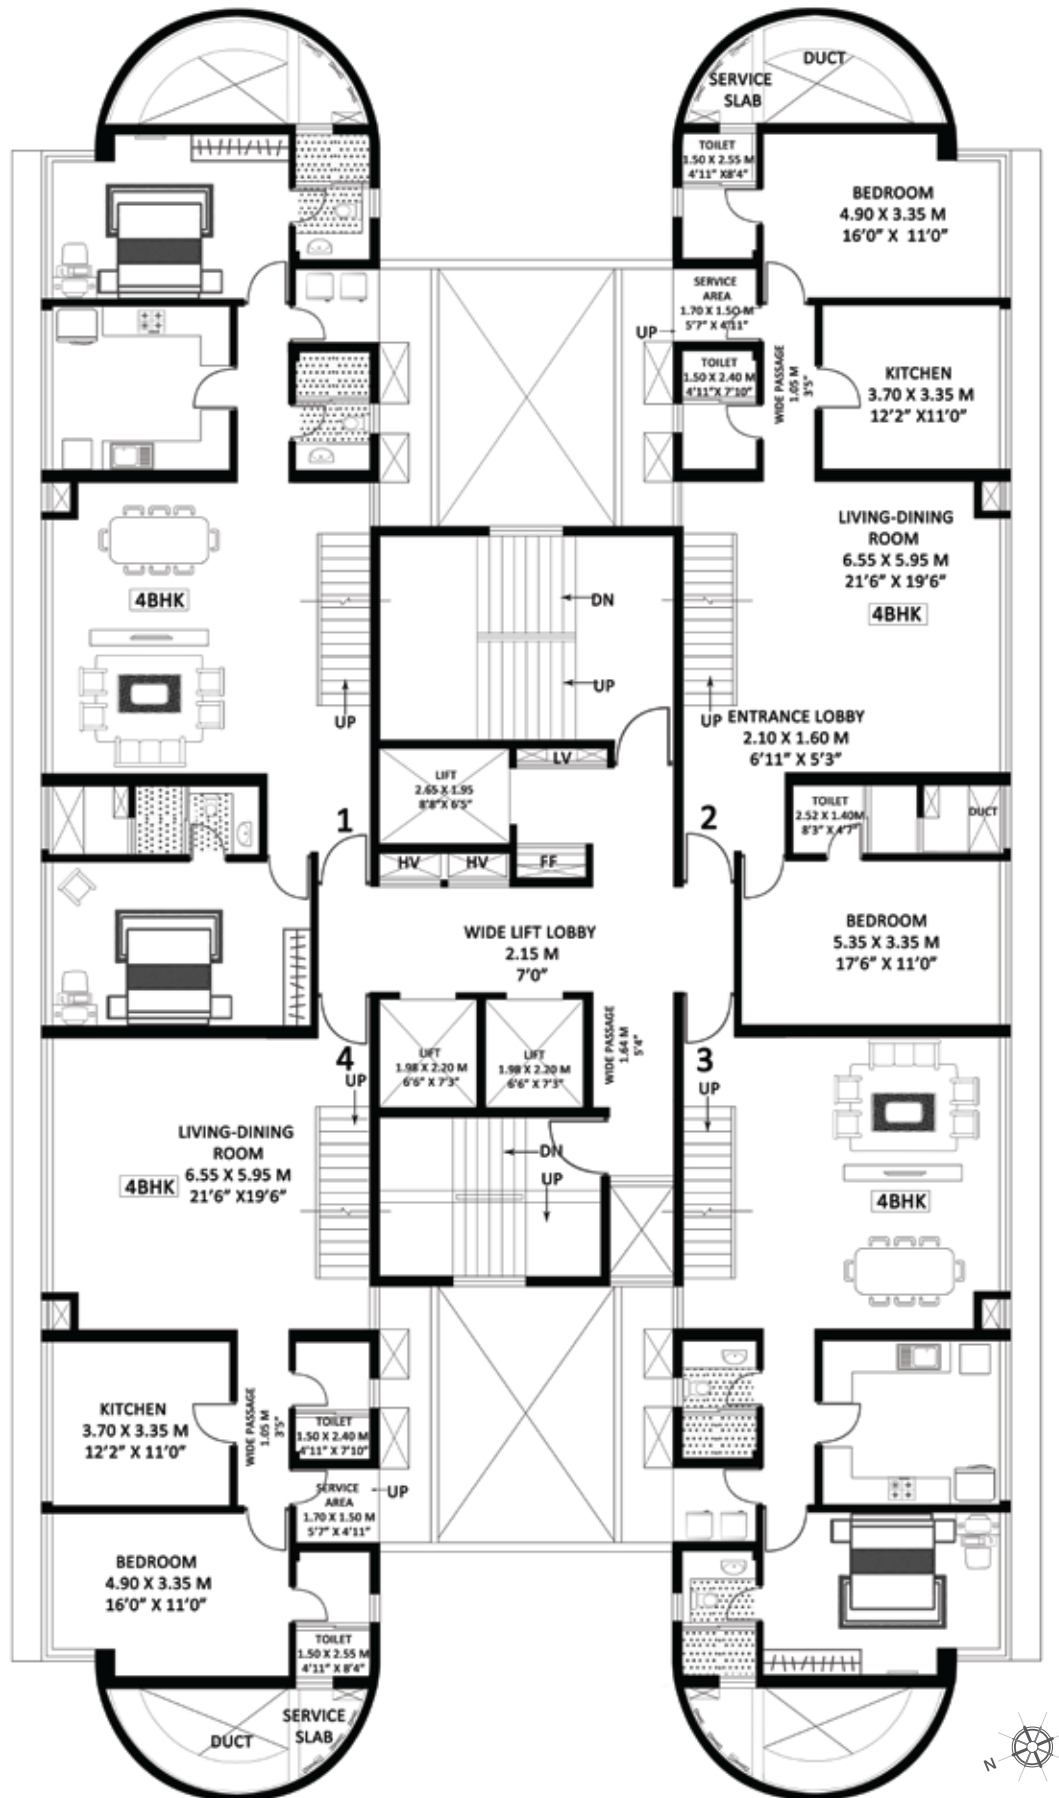 DUCT
SERVICE
SLAB
TOILET
1.50 X 2.55 M
4'11" X8'4"
BEDROOM
4.90 X 3.35 M
16'0" X 11'0"
SERVICE
AREA
1.70 X 1.50 M
5'7" X 4'11"
UP
TOILET
1.50 X 2.40 M
4'11"X 7'10"
WIDE PASSAGE
1.05 M
3'5"
KITCHEN
3.70 X 3.35 M
12'2" X11'0"
LIVING-DINING
ROOM
6.55 X 5.95 M
21'6" X 19'6"
4BHK
4BHK
DN
UP
UP
UP
ENTRANCE LOBBY
2.10 X 1.60 M
6'11" X 5'3"
LV
LIFT
2.65 X 1.95
8'8"X 6'5"
TOILET
2.52 X 1.40M
8'3" X 4'7"
DUCT
1
2
HV
HV
FF
WIDE LIFT LOBBY
2.15 M
7'0"
BEDROOM
5.35 X 3.35 M
17'6" X 11'0"
WIDE PASSAGE
1.64 M
5'4"
LIFT
1.98 X 2.20 M
6'6" X 7'3"
LIFT
1.98 X 2.20 M
6'6" X 7'3"
4
UP
3
UP
LIVING-DINING
ROOM
6.55 X 5.95 M
21'6" X19'6"
4BHK
DN
UP
4BHK
KITCHEN
3.70 X 3.35 M
12'2" X 11'0"
WIDE PASSAGE
1.05 M
3'5"
TOILET
1.50 X 2.40 M
4'11" X 7'10"
SERVICE
AREA
1.70 X 1.50 M
5'7" X 4'11"
UP
BEDROOM
4.90 X 3.35 M
16'0" X 11'0"
TOILET
1.50 X 2.55 M
4'11" X 8'4"
SERVICE
SLAB
DUCT
N